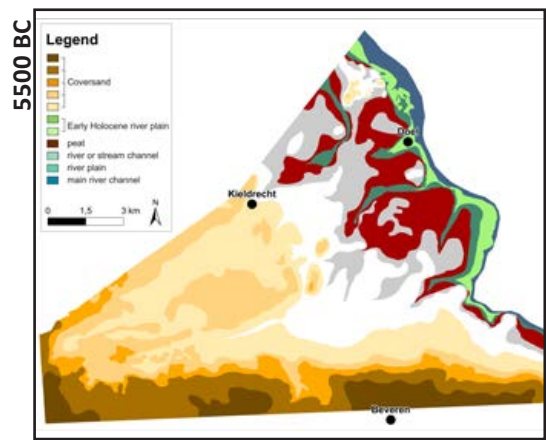 5500 BC
Legend
Coversand
Early Holocene river plain
peat
river or stream channel
river plain
main river channel
0 1,5 3 km
N
Doel
Kieldrecht
Beveren